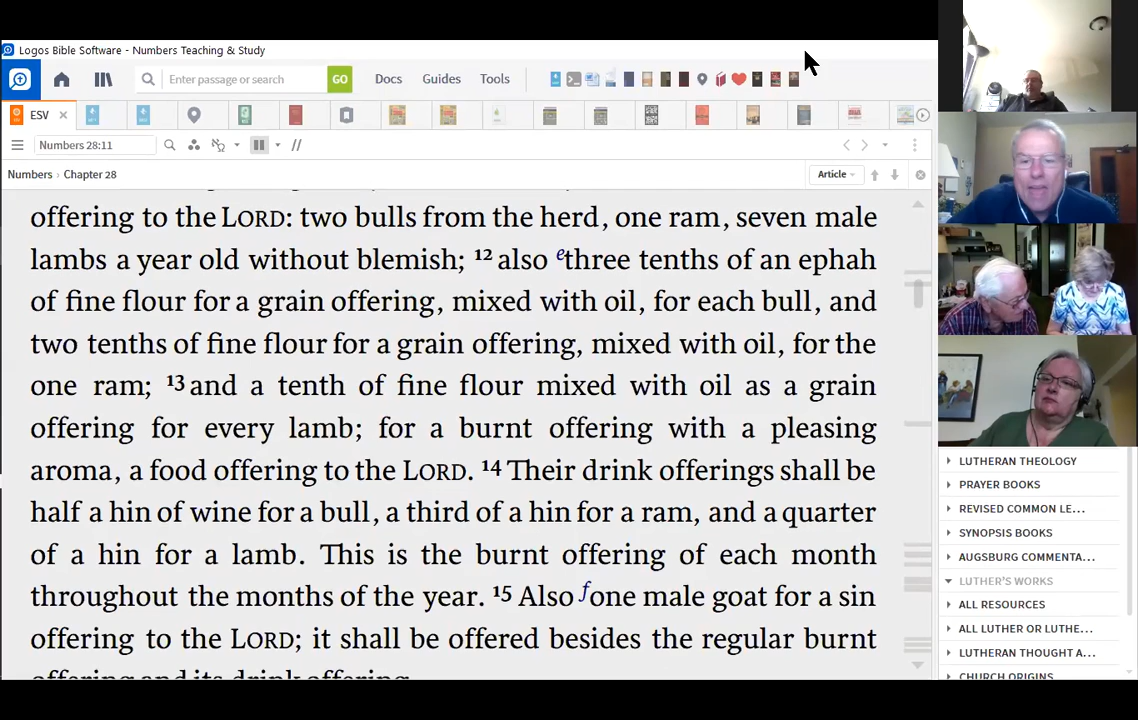 Logos Bible Software - Numbers Teaching & Study
Enter passage or search
GO
Docs
Guides
Tools
ESV
Numbers 28:11
Numbers › Chapter 28
Article
offering to the LORD: two bulls from the herd, one ram, seven male
lambs a year old without blemish; 12 also e three tenths of an ephah
of fine flour for a grain offering, mixed with oil, for each bull, and
two tenths of fine flour for a grain offering, mixed with oil, for the
one ram; 13 and a tenth of fine flour mixed with oil as a grain
offering for every lamb; for a burnt offering with a pleasing
aroma, a food offering to the LORD. 14 Their drink offerings shall be
half a hin of wine for a bull, a third of a hin for a ram, and a quarter
of a hin for a lamb. This is the burnt offering of each month
throughout the months of the year. 15 Also f one male goat for a sin
offering to the LORD; it shall be offered besides the regular burnt
offering and its drink offering.
LUTHERAN THEOLOGY
PRAYER BOOKS
REVISED COMMON LE...
SYNOPSIS BOOKS
AUGSBURG COMMENTA...
LUTHER'S WORKS
ALL RESOURCES
ALL LUTHER OR LUTHE...
LUTHERAN THOUGHT A...
CHURCH ORIGINS